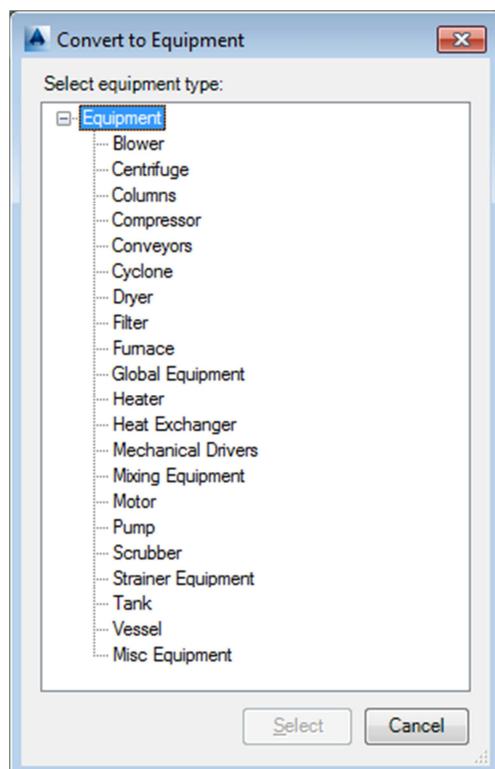 Convert to Equipment
Select equipment type:
Equipment
Blower
Centrifuge
Columns
Compressor
Conveyors
Cyclone
Dryer
Filter
Furnace
Global Equipment
Heater
Heat Exchanger
Mechanical Drivers
Mixing Equipment
Motor
Pump
Scrubber
Strainer Equipment
Tank
Vessel
Misc Equipment
Select Cancel